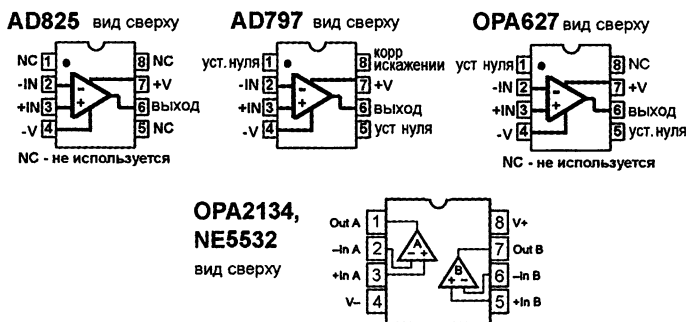 AD825 вид сверху
NC 1 8 NC
-IN 2 7 +V
+IN 3 6 выход
-V 4 5 NC
NC - не используется
AD797 вид сверху
уст.нуля 1 8 корр искажении
-IN 2 7 +V
+IN 3 6 выход
-V 4 5 уст нуля
OPA627 вид сверху
уст нуля 1 8 NC
-IN 2 7 +V
+IN 3 6 выход
-V 4 5 уст.нуля
NC - не используется
OPA2134,
NE5532
вид сверху
Out A 1 8 V+
–In A 2 A 7 Out B
+In A 3 B 6 –In B
V– 4 5 +In B